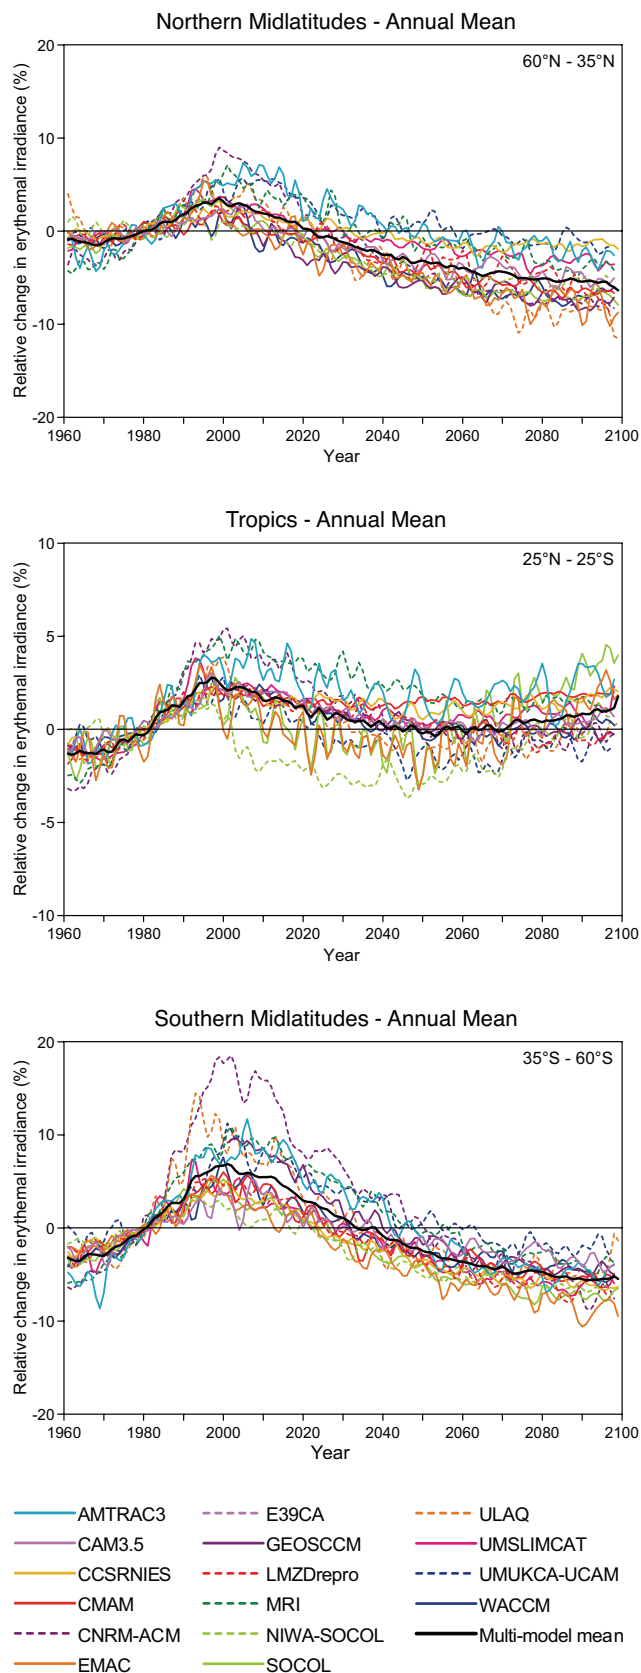 Northern Midlatitudes - Annual Mean
60°N - 35°N
Relative change in erythemal irradiance (%)
20
10
0
-10
-20
1960 1980 2000 2020 2040 2060 2080 2100
Year
Tropics - Annual Mean
25°N - 25°S
Relative change in erythemal irradiance (%)
10
5
0
-5
-10
1960 1980 2000 2020 2040 2060 2080 2100
Year
Southern Midlatitudes - Annual Mean
35°S - 60°S
Relative change in erythemal irradiance (%)
20
10
0
-10
-20
1960 1980 2000 2020 2040 2060 2080 2100
Year
AMTRAC3 E39CA ULAQ
CAM3.5 GEOSCCM UMSLIMCAT
CCSRNIES LMZDrepro UMUKCA-UCAM
CMAM MRI WACCM
CNRM-ACM NIWA-SOCOL Multi-model mean
EMAC SOCOL